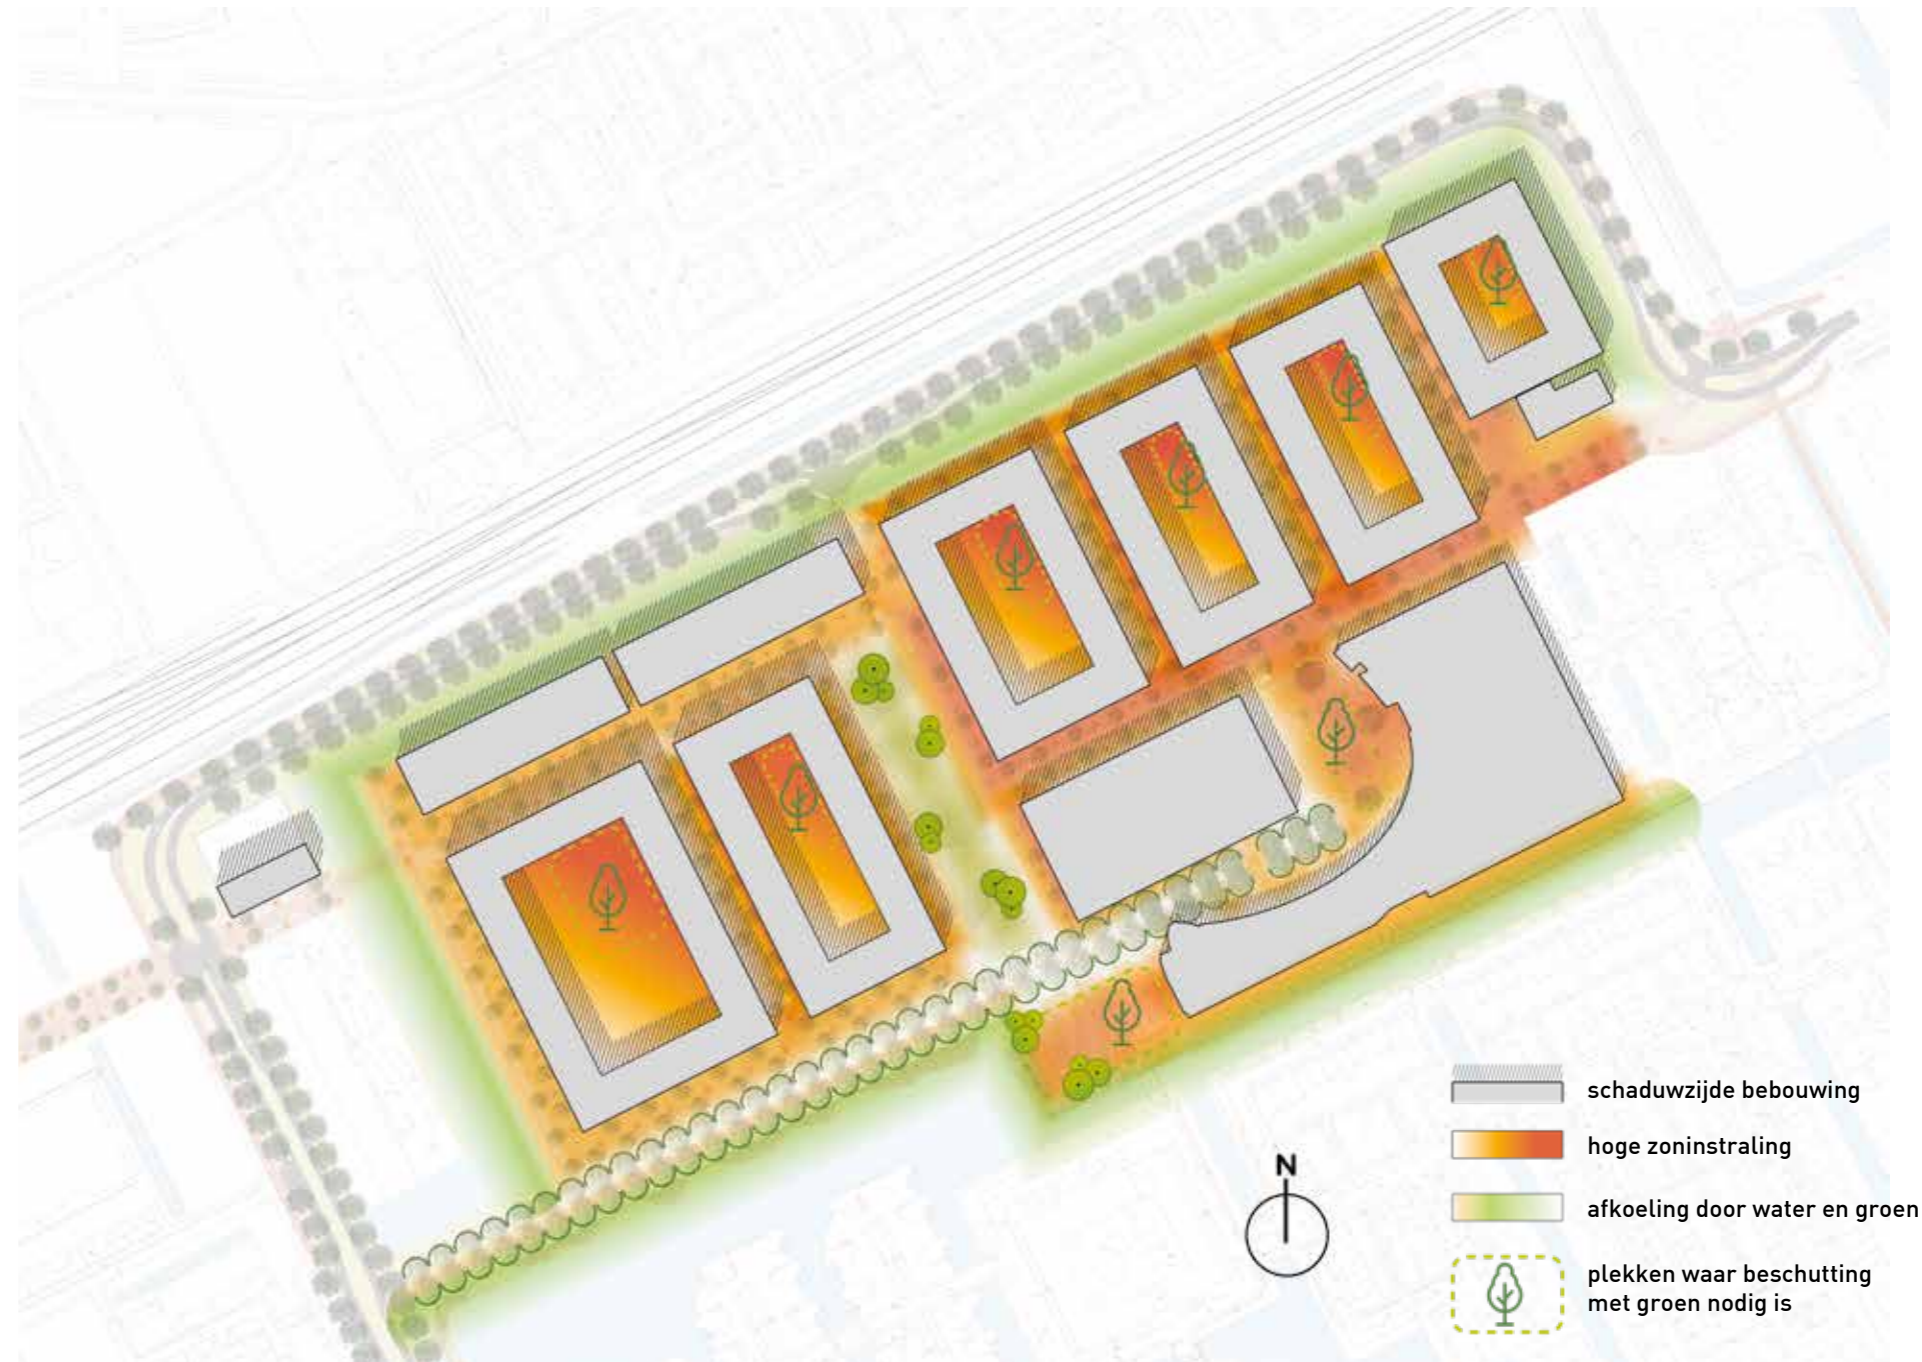 N
schaduwzijde bebouwing
hoge zoninstraling
afkoeling door water en groen
plekken waar beschutting
met groen nodig is